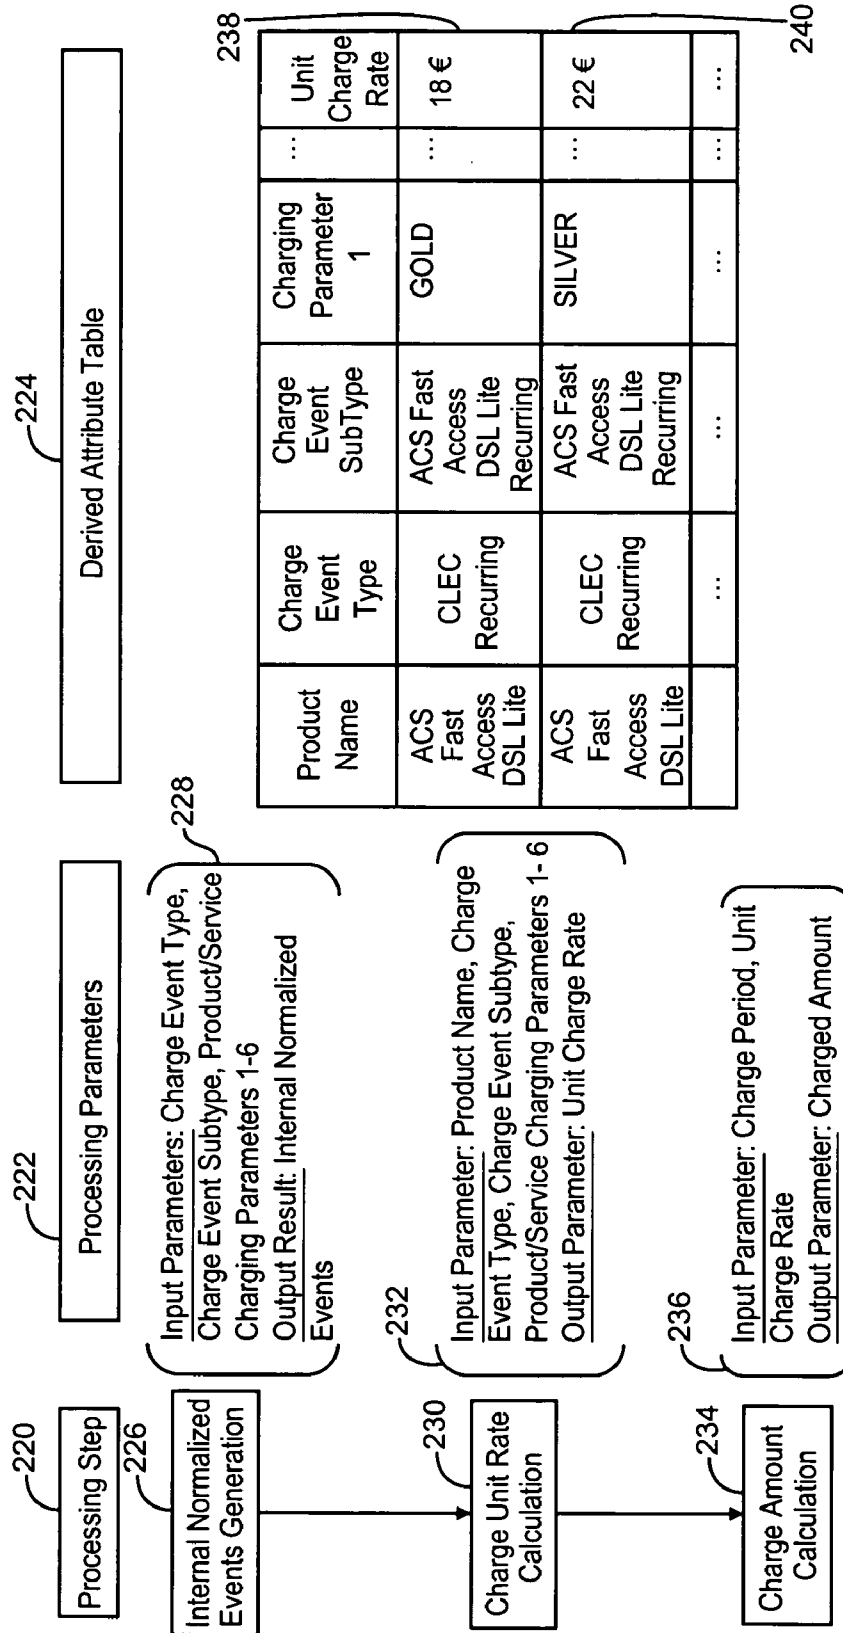 220
Processing Step
222
Processing Parameters
224
Derived Attribute Table
226
Internal Normalized
Events Generation
Input Parameters: Charge Event Type,
Charge Event Subtype, Product/Service
Charging Parameters 1-6
Output Result: Internal Normalized
Events
228
230
Charge Unit Rate
Calculation
232
Input Parameter: Product Name, Charge
Event Type, Charge Event Subtype,
Product/Service Charging Parameters 1- 6
Output Parameter: Unit Charge Rate
234
Charge Amount
Calculation
236
Input Parameter: Charge Period, Unit
Charge Rate
Output Parameter: Charged Amount
Product
Name
Charge
Event
Type
Charge
Event
SubType
Charging
Parameter
1
...
Unit
Charge
Rate
ACS
Fast
Access
DSL Lite
CLEC
Recurring
ACS Fast
Access
DSL Lite
Recurring
GOLD
...
18 €
238
ACS
Fast
Access
DSL Lite
CLEC
Recurring
ACS Fast
Access
DSL Lite
Recurring
SILVER
...
22 €
240
...
...
...
...
...